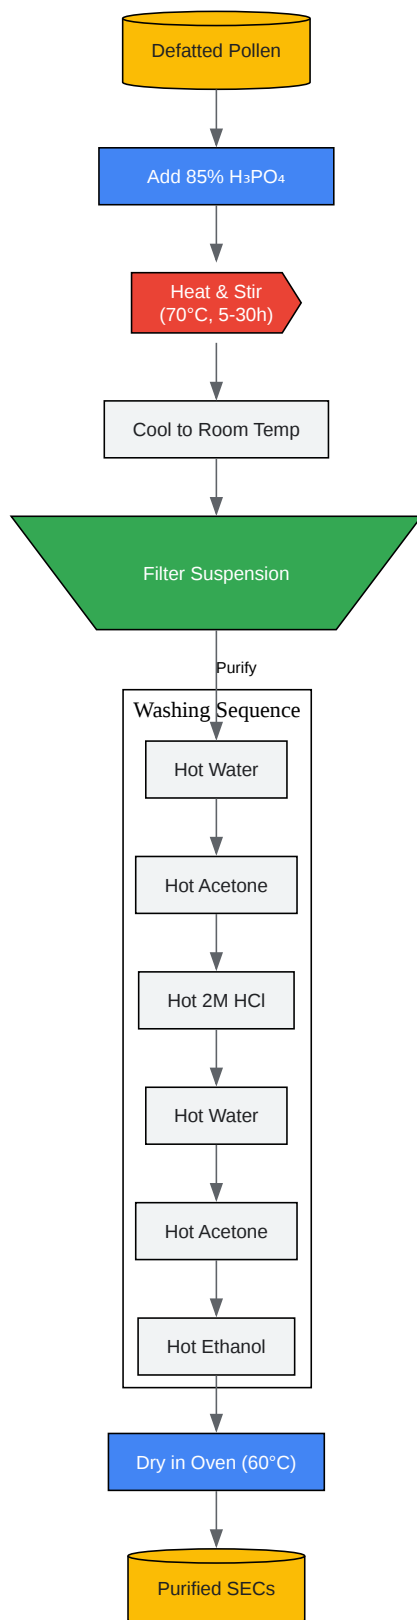 Defatted Pollen
Add 85% H₃PO₄
Heat & Stir
(70°C, 5-30h)
Cool to Room Temp
Filter Suspension
Purify
Washing Sequence
Hot Water
Hot Acetone
Hot 2M HCl
Hot Water
Hot Acetone
Hot Ethanol
Dry in Oven (60°C)
Purified SECs